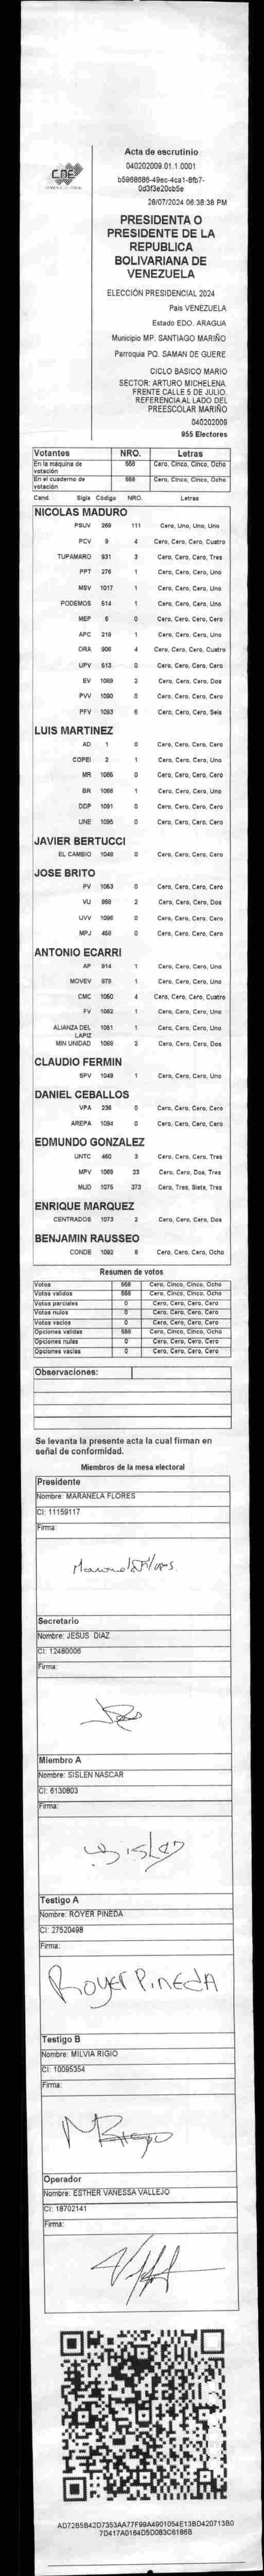 Acta de escrutinio
CNE
040202009.01.1.0001
b5968686-49ec-4ca1-8fb7-
0d3f3e20cb5e
28/07/2024 06:38:38 PM
PRESIDENTA O
PRESIDENTE DE LA
REPUBLICA
BOLIVARIANA DE
VENEZUELA
ELECCIÓN PRESIDENCIAL 2024
País VENEZUELA
Estado EDO. ARAGUA
Municipio MP. SANTIAGO MARIÑO
Parroquia PQ. SAMAN DE GUERE
CICLO BASICO MARIO
SECTOR: ARTURO MICHELENA.
FRENTE CALLE 5 DE JULIO.
REFERENCIA AL LADO DEL
PREESCOLAR MARIÑO
040202009
955 Electores
Votantes NRO. Letras
En la máquina de votación 558 Cero, Cinco, Cinco, Ocho
En el cuaderno de votación 558 Cero, Cinco, Cinco, Ocho
Cand. Sigla Código NRO. Letras
NICOLAS MADURO
PSUV 269 111 Cero, Uno, Uno, Uno
PCV 9 4 Cero, Cero, Cero, Cuatro
TUPAMARO 531 3 Cero, Cero, Cero, Tres
PPT 276 1 Cero, Cero, Cero, Uno
MSV 1017 1 Cero, Cero, Cero, Uno
PODEMOS 514 1 Cero, Cero, Cero, Uno
MEP 6 0 Cero, Cero, Cero, Cero
APC 219 1 Cero, Cero, Cero, Uno
ORA 906 4 Cero, Cero, Cero, Cuatro
UPV 513 0 Cero, Cero, Cero, Cero
EV 1089 2 Cero, Cero, Cero, Dos
PVV 1090 0 Cero, Cero, Cero, Cero
PFV 1093 6 Cero, Cero, Cero, Seis
LUIS MARTINEZ
AD 1 0 Cero, Cero, Cero, Cero
COPEI 2 1 Cero, Cero, Cero, Uno
MR 1065 0 Cero, Cero, Cero, Cero
BR 1066 1 Cero, Cero, Cero, Uno
DDP 1091 0 Cero, Cero, Cero, Cero
UNE 1095 0 Cero, Cero, Cero, Cero
JAVIER BERTUCCI
EL CAMBIO 1046 0 Cero, Cero, Cero, Cero
JOSE BRITO
PV 1053 0 Cero, Cero, Cero, Cero
VU 958 2 Cero, Cero, Cero, Dos
UVV 1096 0 Cero, Cero, Cero, Cero
MPJ 458 0 Cero, Cero, Cero, Cero
ANTONIO ECARRI
AP 914 1 Cero, Cero, Cero, Uno
MOVEV 978 1 Cero, Cero, Cero, Uno
CMC 1050 4 Cero, Cero, Cero, Cuatro
FV 1062 1 Cero, Cero, Cero, Uno
ALIANZA DEL LAPIZ 1051 1 Cero, Cero, Cero, Uno
MIN UNIDAD 1069 2 Cero, Cero, Cero, Dos
CLAUDIO FERMIN
SPV 1049 1 Cero, Cero, Cero, Uno
DANIEL CEBALLOS
VPA 236 0 Cero, Cero, Cero, Cero
AREPA 1094 0 Cero, Cero, Cero, Cero
EDMUNDO GONZALEZ
UNTC 460 3 Cero, Cero, Cero, Tres
MPV 1068 23 Cero, Cero, Dos, Tres
MUD 1075 373 Cero, Tres, Siete, Tres
ENRIQUE MARQUEZ
CENTRADOS 1073 2 Cero, Cero, Cero, Dos
BENJAMIN RAUSSEO
CONDE 1092 8 Cero, Cero, Cero, Ocho
Resumen de votos
Votos 558 Cero, Cinco, Cinco, Ocho
Votos validos 558 Cero, Cinco, Cinco, Ocho
Votos parciales 0 Cero, Cero, Cero, Cero
Votos nulos 0 Cero, Cero, Cero, Cero
Votos vacios 0 Cero, Cero, Cero, Cero
Opciones validas 558 Cero, Cinco, Cinco, Ocho
Opciones nulas 0 Cero, Cero, Cero, Cero
Opciones vacias 0 Cero, Cero, Cero, Cero
Observaciones:
Se levanta la presente acta la cual firman en
señal de conformidad.
Miembros de la mesa electoral
Presidente
Nombre: MARANELA FLORES
CI: 11159117
Firma:
Secretario
Nombre: JESUS DIAZ
CI: 12480006
Firma:
Miembro A
Nombre: SISLEN NASCAR
CI: 6130803
Firma:
Testigo A
Nombre: ROYER PINEDA
CI: 27520498
Firma:
Royer PinedA
Testigo B
Nombre: MILVIA RIGIO
CI: 10095354
Firma:
Operador
Nombre: ESTHER VANESSA VALLEJO
CI: 18702141
Firma:
AD72B5B42D7353AA77F99A4901054E13BD420713B0
7D417A0164D5D083C6186B